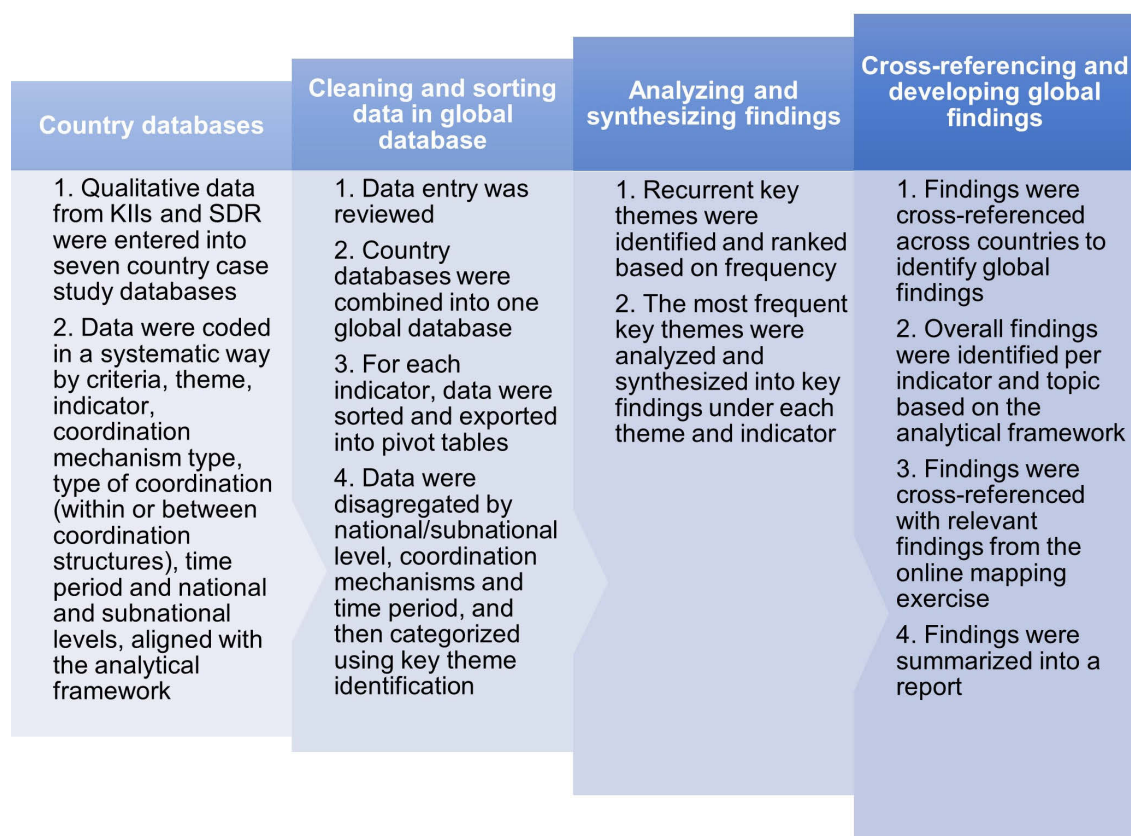 Country databases
1. Qualitative data
from KIIs and SDR
were entered into
seven country case
study databases
2. Data were coded
in a systematic way
by criteria, theme,
indicator,
coordination
mechanism type,
type of coordination
(within or between
coordination
structures), time
period and national
and subnational
levels, aligned with
the analytical
framework
Cleaning and sorting
data in global
database
1. Data entry was
reviewed
2. Country
databases were
combined into one
global database
3. For each
indicator, data were
sorted and exported
into pivot tables
4. Data were
disagregated by
national/subnational
level, coordination
mechanisms and
time period, and
then categorized
using key theme
identification
Analyzing and
synthesizing findings
1. Recurrent key
themes were
identified and ranked
based on frequency
2. The most frequent
key themes were
analyzed and
synthesized into key
findings under each
theme and indicator
Cross-referencing and
developing global
findings
1. Findings were
cross-referenced
across countries to
identify global
findings
2. Overall findings
were identified per
indicator and topic
based on the
analytical framework
3. Findings were
cross-referenced
with relevant
findings from the
online mapping
exercise
4. Findings were
summarized into a
report